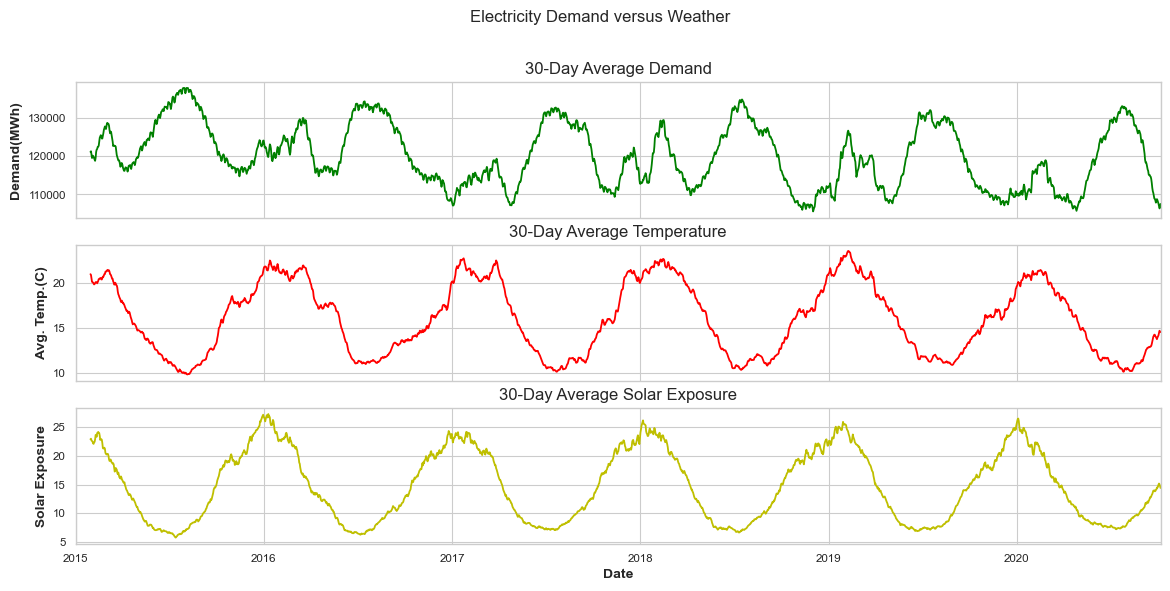 Electricity Demand versus Weather
30-Day Average Demand
Demand(MWh)
130000
120000
110000
30-Day Average Temperature
Avg. Temp.(C)
20
15
10
30-Day Average Solar Exposure
Solar Exposure
25
20
15
10
5
2015 2016 2017 2018 2019 2020
Date